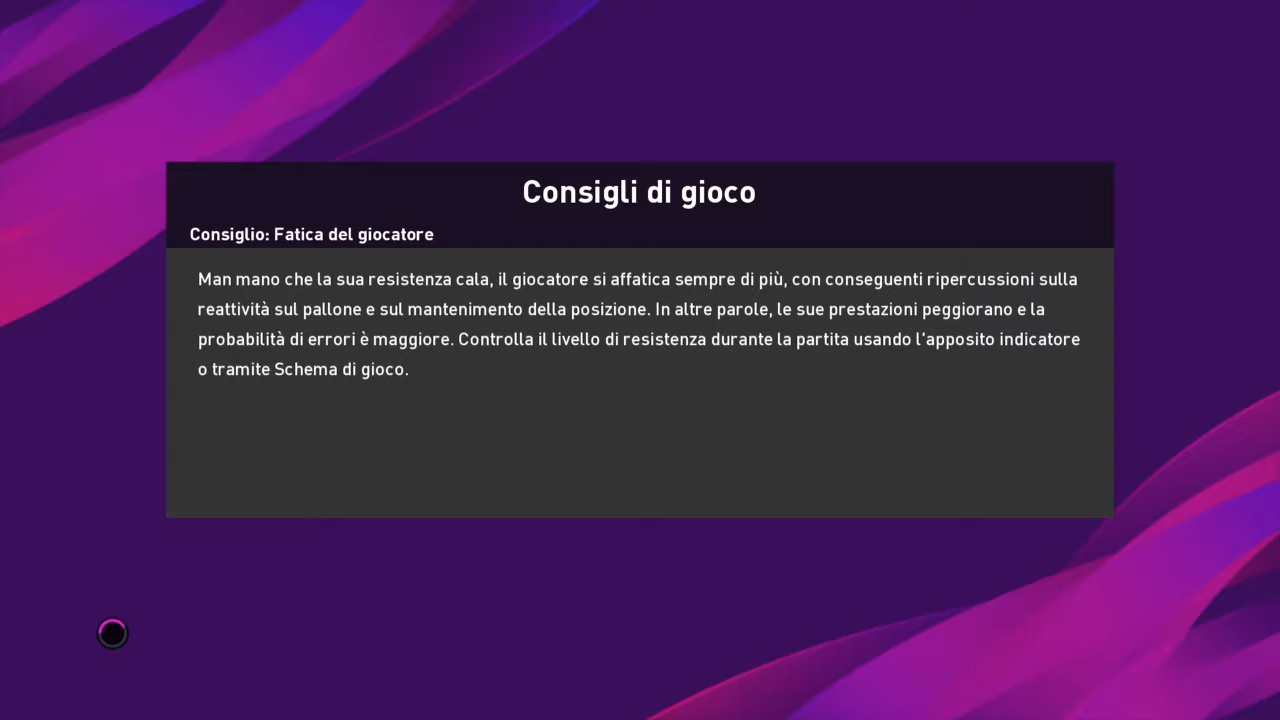 Consigli di gioco
Consiglio: Fatica del giocatore
Man mano che la sua resistenza cala, il giocatore si affatica sempre di più, con conseguenti ripercussioni sulla
reattività sul pallone e sul mantenimento della posizione. In altre parole, le sue prestazioni peggiorano e la
probabilità di errori è maggiore. Controlla il livello di resistenza durante la partita usando l'apposito indicatore
o tramite Schema di gioco.